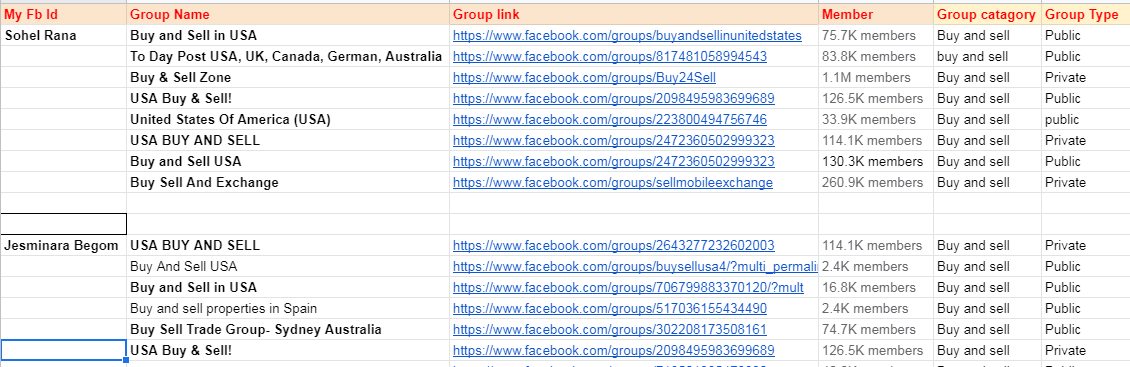 My Fb Id Group Name Group link Member Group catagory Group Type
Sohel Rana Buy and Sell in USA https://www.facebook.com/groups/buyandsellinunitedstates 75.7K members Buy and sell Public
To Day Post USA, UK, Canada, German, Australia https://www.facebook.com/groups/817481058994543 83.8K members buy and sell Public
Buy & Sell Zone https://www.facebook.com/groups/Buy24Sell 1.1M members Buy and sell Private
USA Buy & Sell! https://www.facebook.com/groups/2098495983699689 126.5K members Buy and sell Public
United States Of America (USA) https://www.facebook.com/groups/223800494756746 33.9K members Buy and sell public
USA BUY AND SELL https://www.facebook.com/groups/2472360502999323 114.1K members Buy and sell Private
Buy and Sell USA https://www.facebook.com/groups/2472360502999323 130.3K members Buy and sell Public
Buy Sell And Exchange https://www.facebook.com/groups/sellmobileexchange 260.9K members Buy and sell Private
Jesminara Begom USA BUY AND SELL https://www.facebook.com/groups/2643277232602003 114.1K members Buy and sell Private
Buy And Sell USA https://www.facebook.com/groups/buysellusa4/?multi_permali 2.4K members Buy and sell Public
Buy and Sell in USA https://www.facebook.com/groups/706799883370120/?mult 16.8K members Buy and sell Public
Buy and sell properties in Spain https://www.facebook.com/groups/517036155434490 2.4K members Buy and sell Public
Buy Sell Trade Group- Sydney Australia https://www.facebook.com/groups/302208173508161 74.7K members Buy and sell Public
USA Buy & Sell! https://www.facebook.com/groups/2098495983699689 126.5K members Buy and sell Private